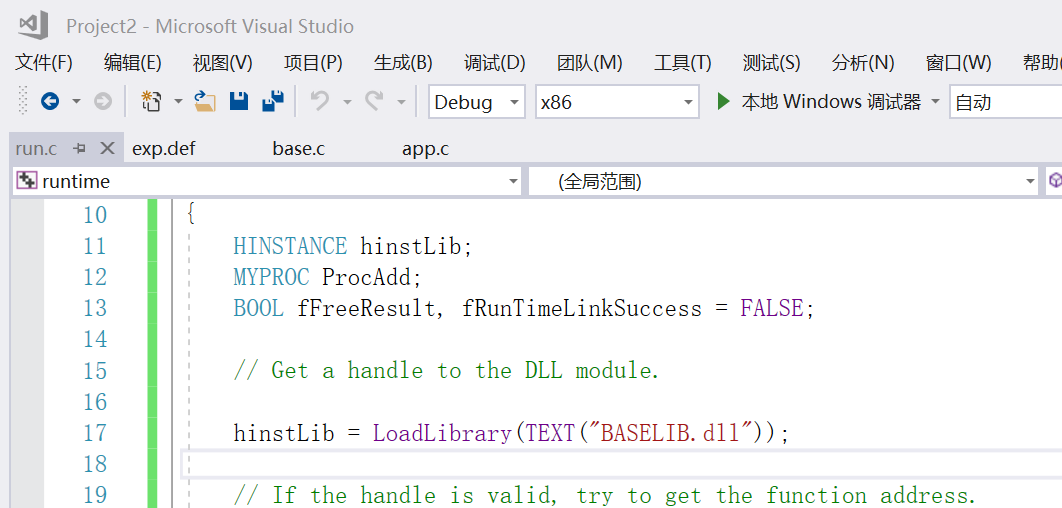 Project2 - Microsoft Visual Studio
文件(F) 编辑(E) 视图(V) 项目(P) 生成(B) 调试(D) 团队(M) 工具(T) 测试(S) 分析(N) 窗口(W) 帮助(
Debug x86 本地 Windows 调试器 自动
run.c exp.def base.c app.c
runtime (全局范围)
10 {
11 HINSTANCE hinstLib;
12 MYPROC ProcAdd;
13 BOOL fFreeResult, fRunTimeLinkSuccess = FALSE;
14
15 // Get a handle to the DLL module.
16
17 hinstLib = LoadLibrary(TEXT("BASELIB.dll"));
18
19 // If the handle is valid, try to get the function address.